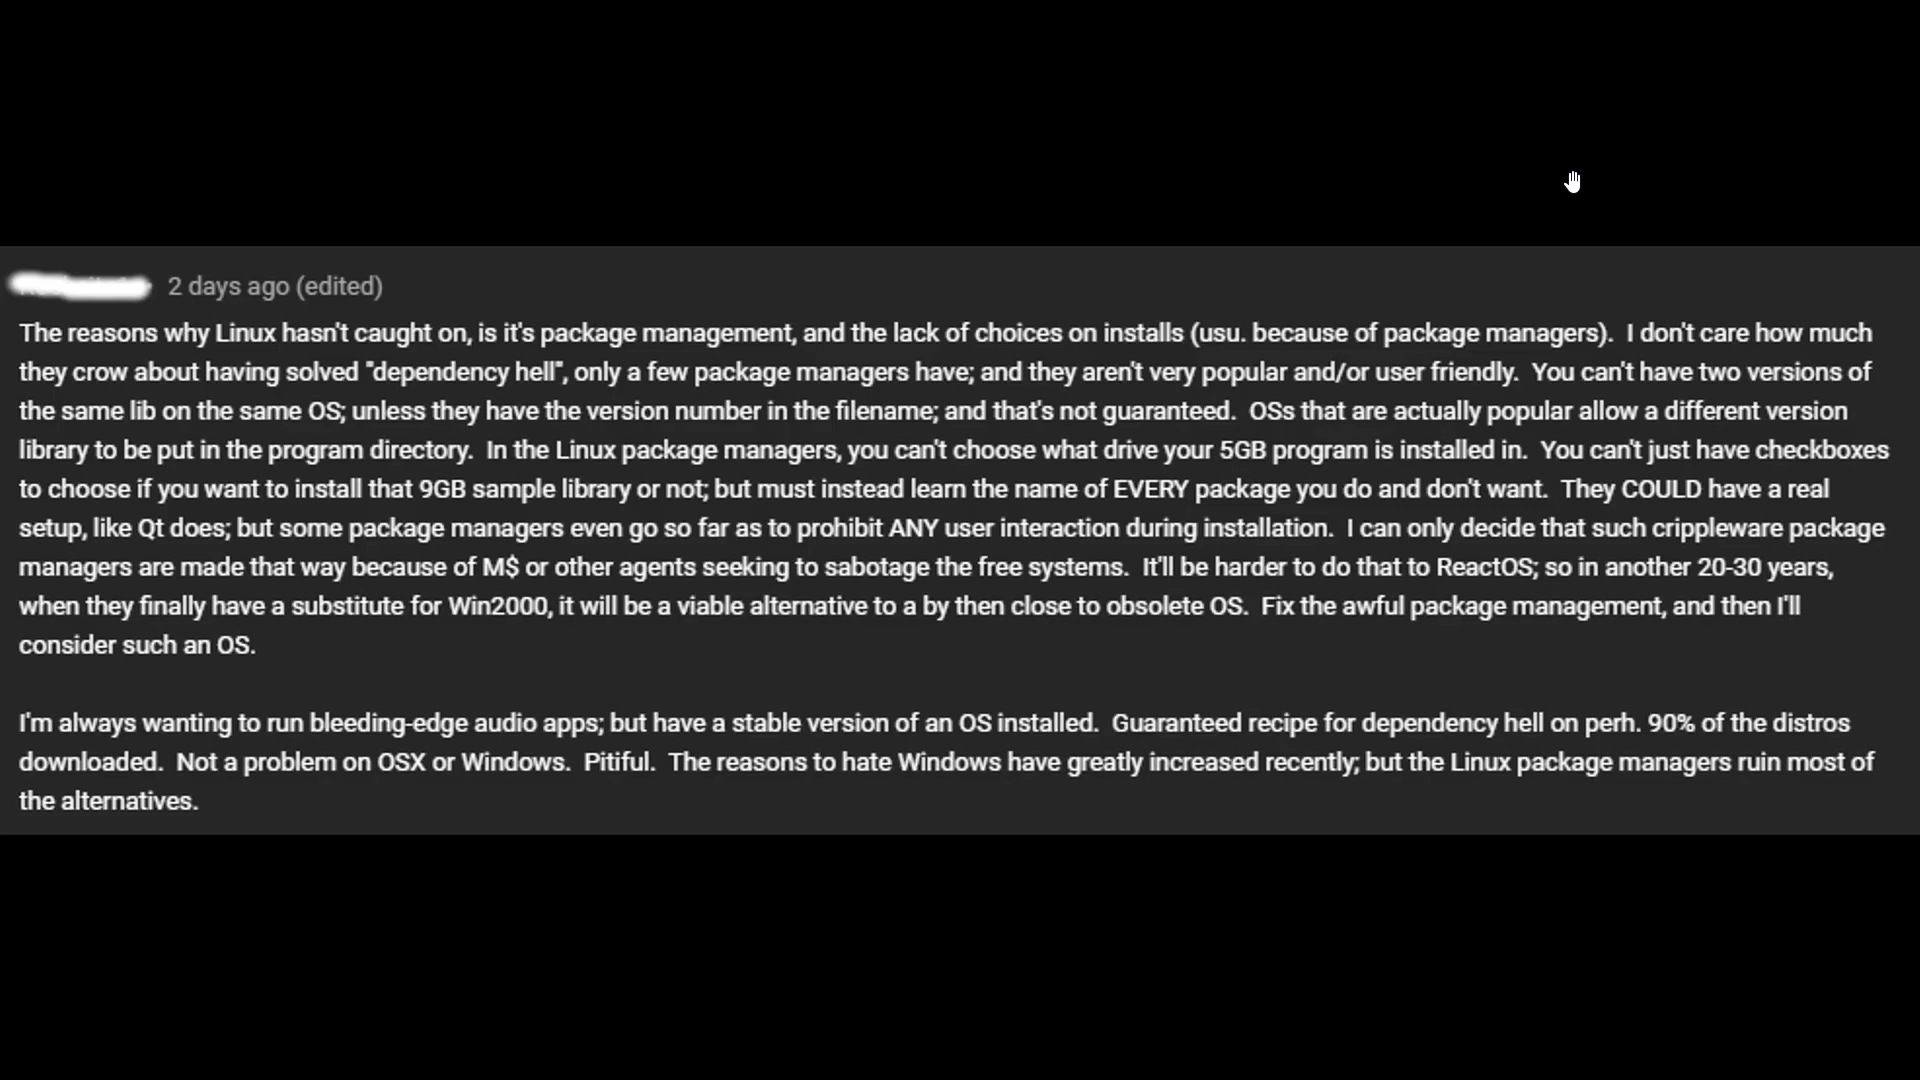 2 days ago (edited)
The reasons why Linux hasn't caught on, is it's package management, and the lack of choices on installs (usu. because of package managers).  I don't care how much
they crow about having solved "dependency hell", only a few package managers have; and they aren't very popular and/or user friendly.  You can't have two versions of
the same lib on the same OS; unless they have the version number in the filename; and that's not guaranteed.  OSs that are actually popular allow a different version
library to be put in the program directory.  In the Linux package managers, you can't choose what drive your 5GB program is installed in.  You can't just have checkboxes
to choose if you want to install that 9GB sample library or not; but must instead learn the name of EVERY package you do and don't want.  They COULD have a real
setup, like Qt does; but some package managers even go so far as to prohibit ANY user interaction during installation.  I can only decide that such crippleware package
managers are made that way because of M$ or other agents seeking to sabotage the free systems.  It'll be harder to do that to ReactOS; so in another 20-30 years,
when they finally have a substitute for Win2000, it will be a viable alternative to a by then close to obsolete OS.  Fix the awful package management, and then I'll
consider such an OS.
I'm always wanting to run bleeding-edge audio apps; but have a stable version of an OS installed.  Guaranteed recipe for dependency hell on perh. 90% of the distros
downloaded.  Not a problem on OSX or Windows.  Pitiful.  The reasons to hate Windows have greatly increased recently; but the Linux package managers ruin most of
the alternatives.